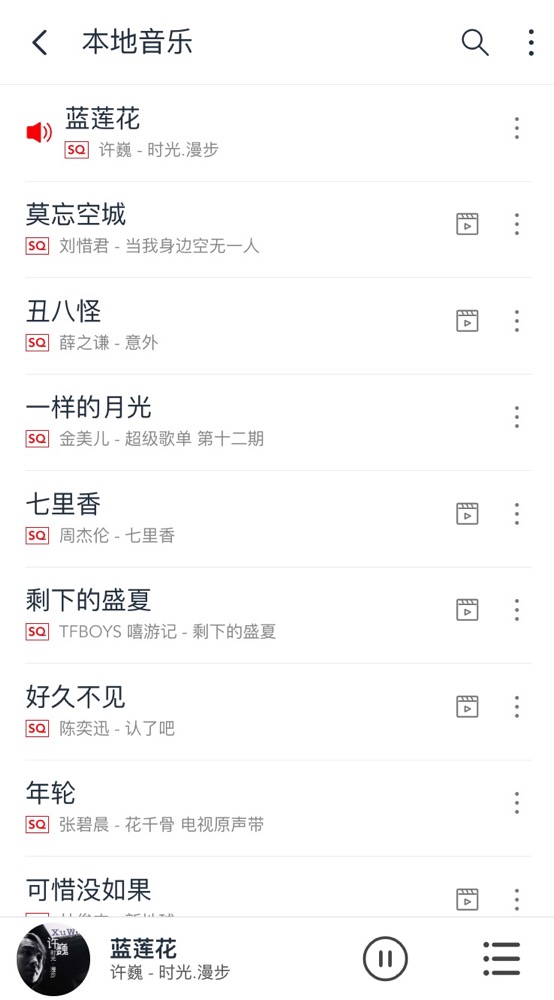 本地音乐
蓝莲花
SQ 许巍 - 时光.漫步
莫忘空城
SQ 刘惜君 - 当我身边空无一人
丑八怪
SQ 薛之谦 - 意外
一样的月光
SQ 金美儿 - 超级歌单 第十二期
七里香
SQ 周杰伦 - 七里香
剩下的盛夏
SQ TFBOYS 嘻游记 - 剩下的盛夏
好久不见
SQ 陈奕迅 - 认了吧
年轮
SQ 张碧晨 - 花千骨 电视原声带
可惜没如果
XuW
许巍
时光
漫步
蓝莲花
许巍 - 时光.漫步